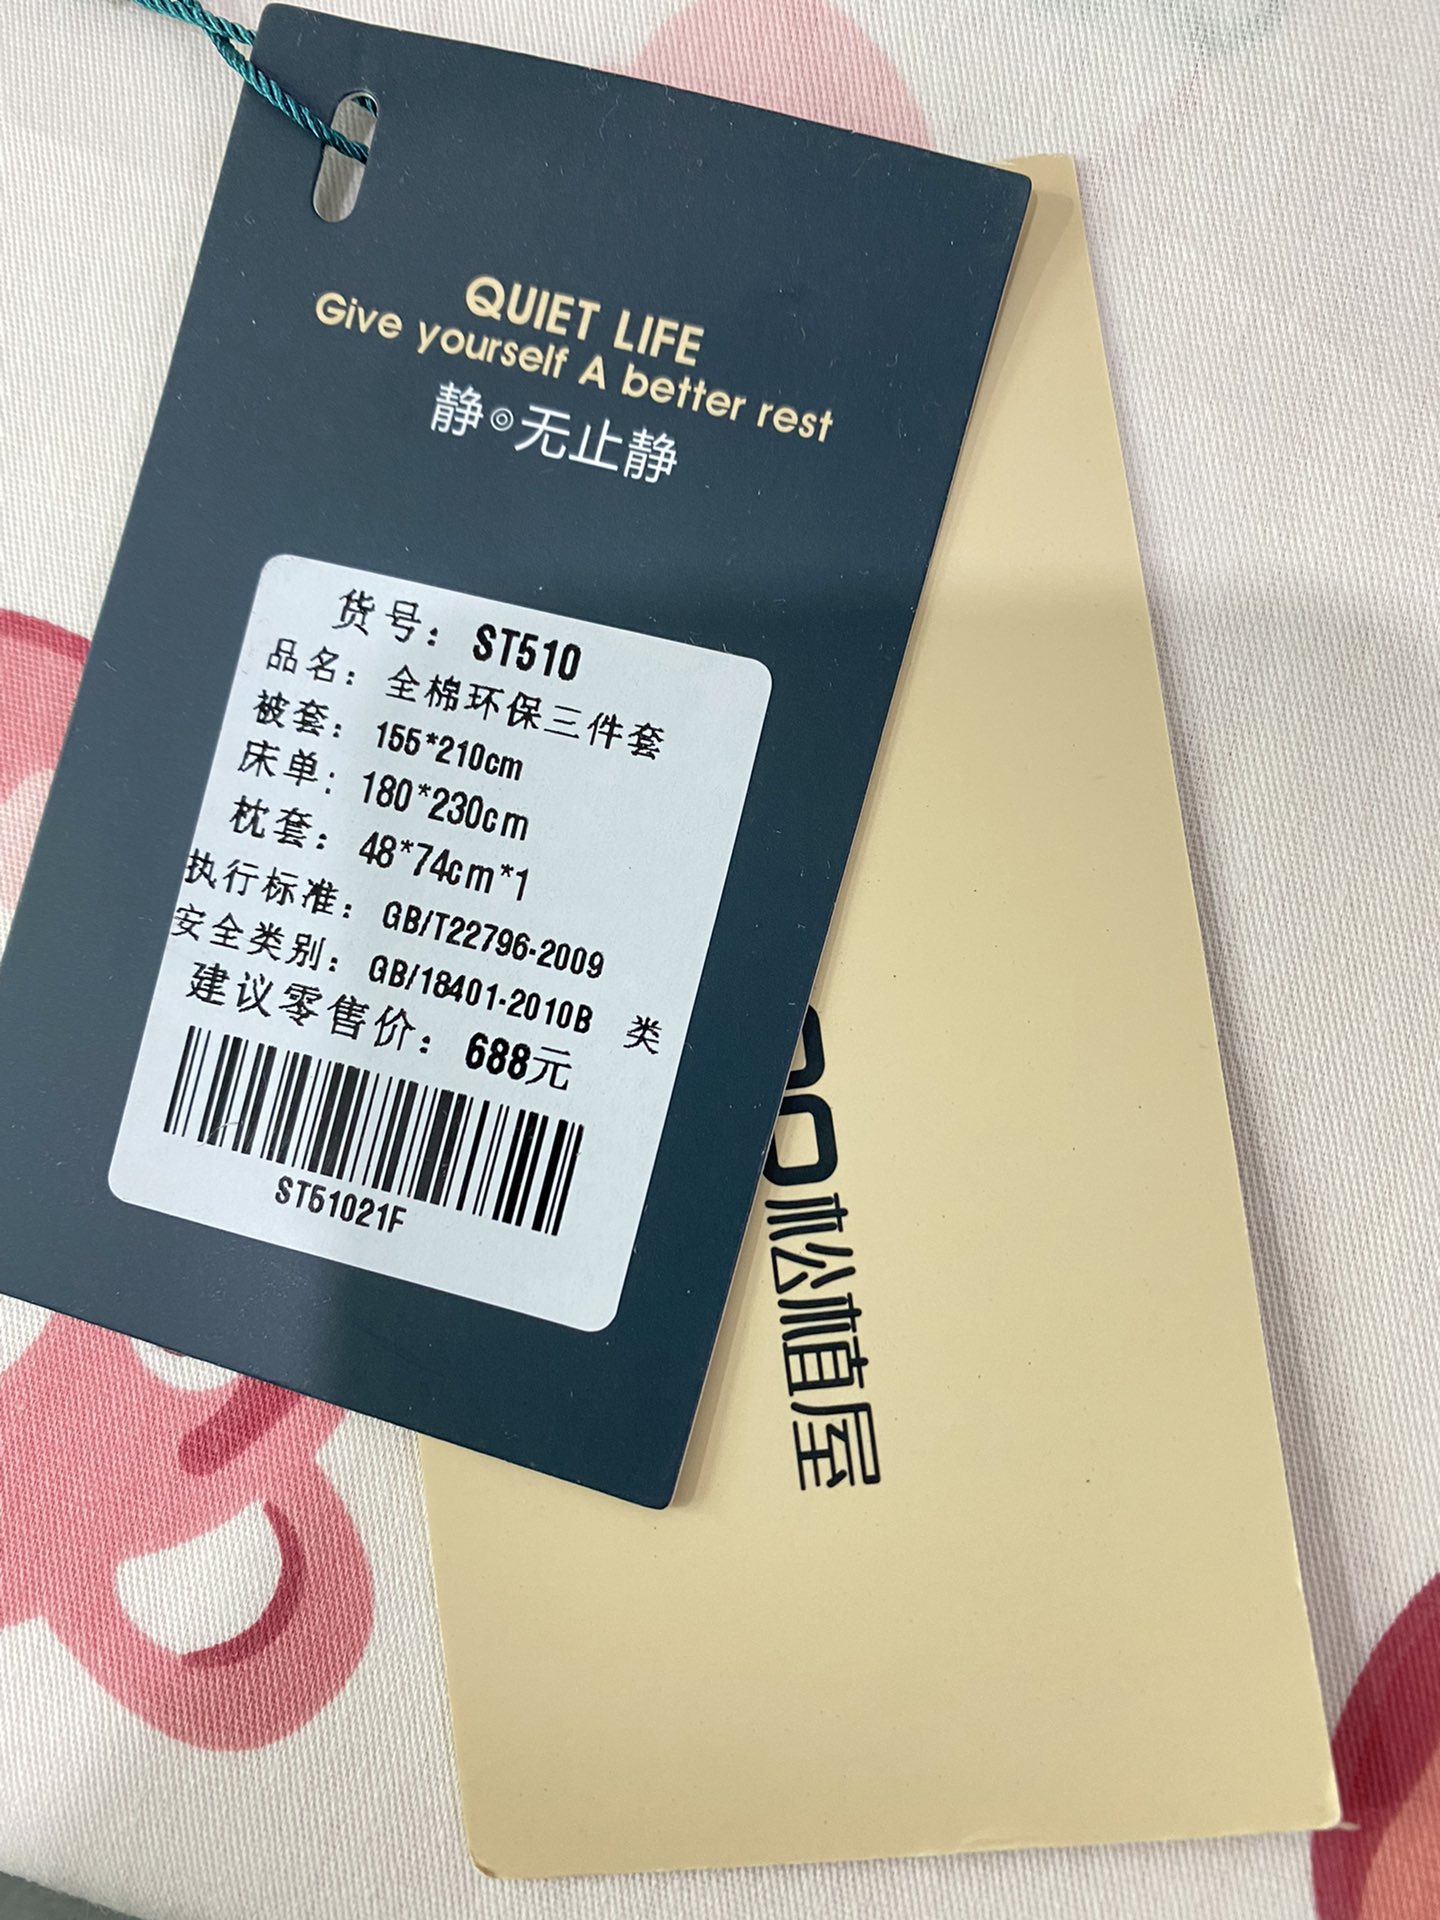 QUIET LIFE
Give yourself A better rest
静◎无止静
货号： ST510
品名： 全棉环保三件套
被套： 155*210cm
床单： 180*230cm
枕套： 48*74cm*1
执行标准： GB/T22796-2009
安全类别： GB/18401-2010B 类
建议零售价： 688元
ST51021F
松植屋